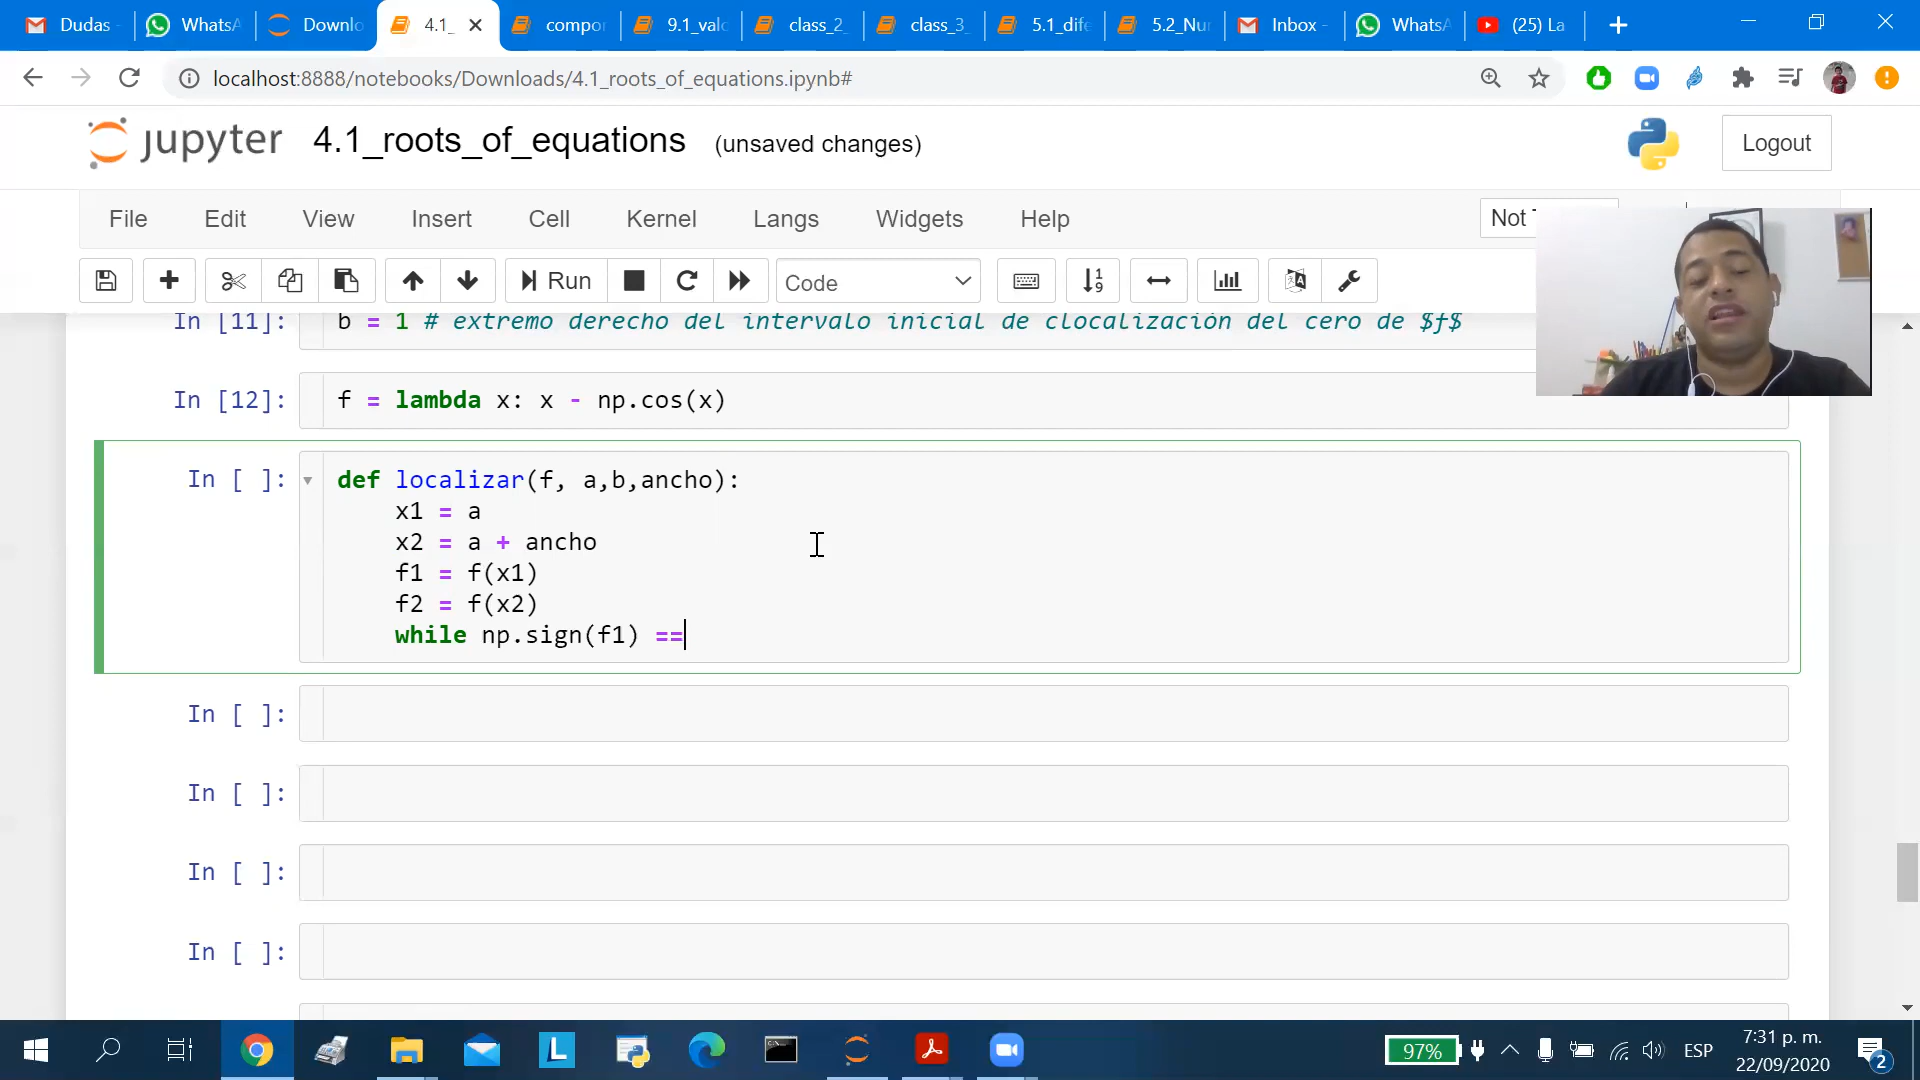 Dudas
WhatsA
Downlo
4.1_
compor
9.1_valo
class_2_
class_3_
5.1_dife
5.2_Nu
Inbox -
WhatsA
(25) La
localhost:8888/notebooks/Downloads/4.1_roots_of_equations.ipynb#
jupyter 4.1_roots_of_equations (unsaved changes)
Logout
File Edit View Insert Cell Kernel Langs Widgets Help
Not T
Run
Code
In [11]: b = 1 # extremo derecho del intervalo inicial de clocalización del cero de $f$
In [12]: f = lambda x: x - np.cos(x)
In [ ]: def localizar(f, a,b,ancho):
x1 = a
x2 = a + ancho
f1 = f(x1)
f2 = f(x2)
while np.sign(f1) ==
In [ ]:
In [ ]:
In [ ]:
In [ ]:
97%
ESP
7:31 p. m.
22/09/2020
2